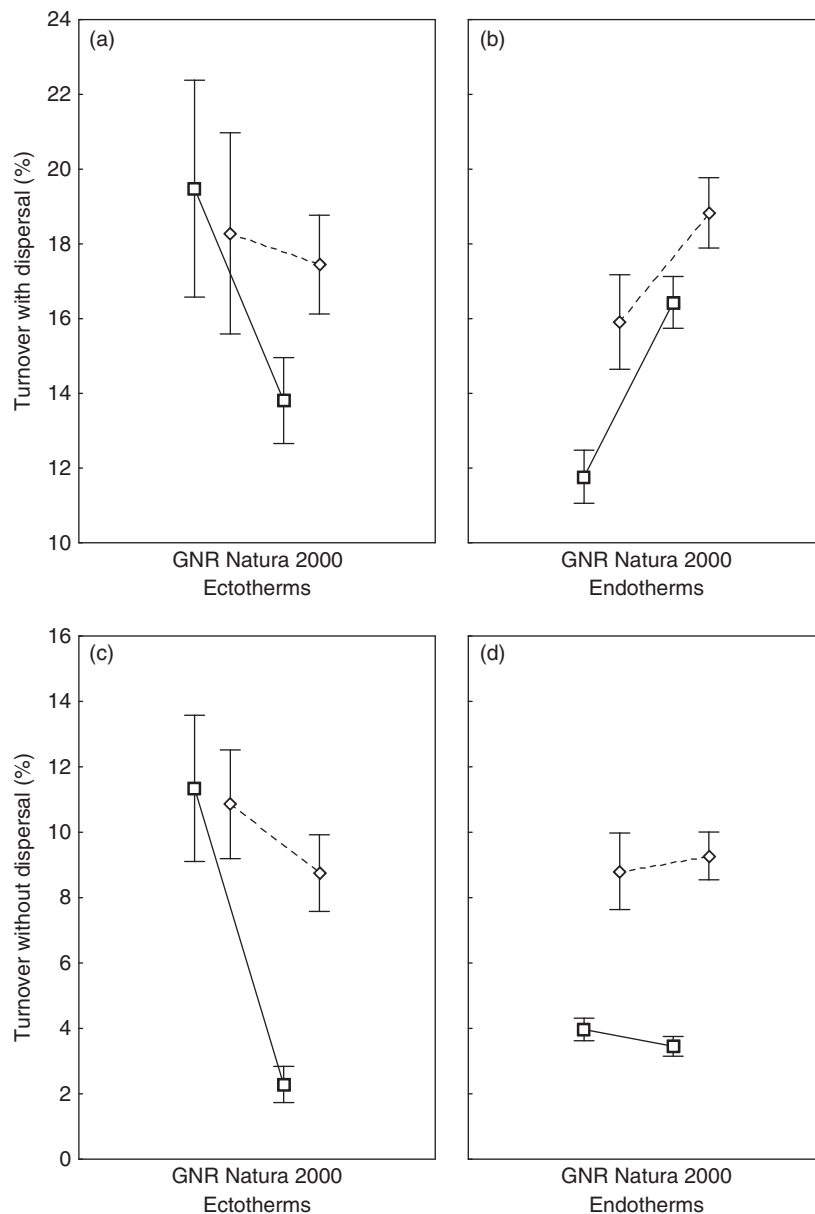 Turnover with dispersal (%)
24
22
20
18
16
14
12
10
(a)
GNR Natura 2000
Ectotherms
(b)
GNR Natura 2000
Endotherms
Turnover without dispersal (%)
16
14
12
10
8
6
4
2
0
(c)
GNR Natura 2000
Ectotherms
(d)
GNR Natura 2000
Endotherms